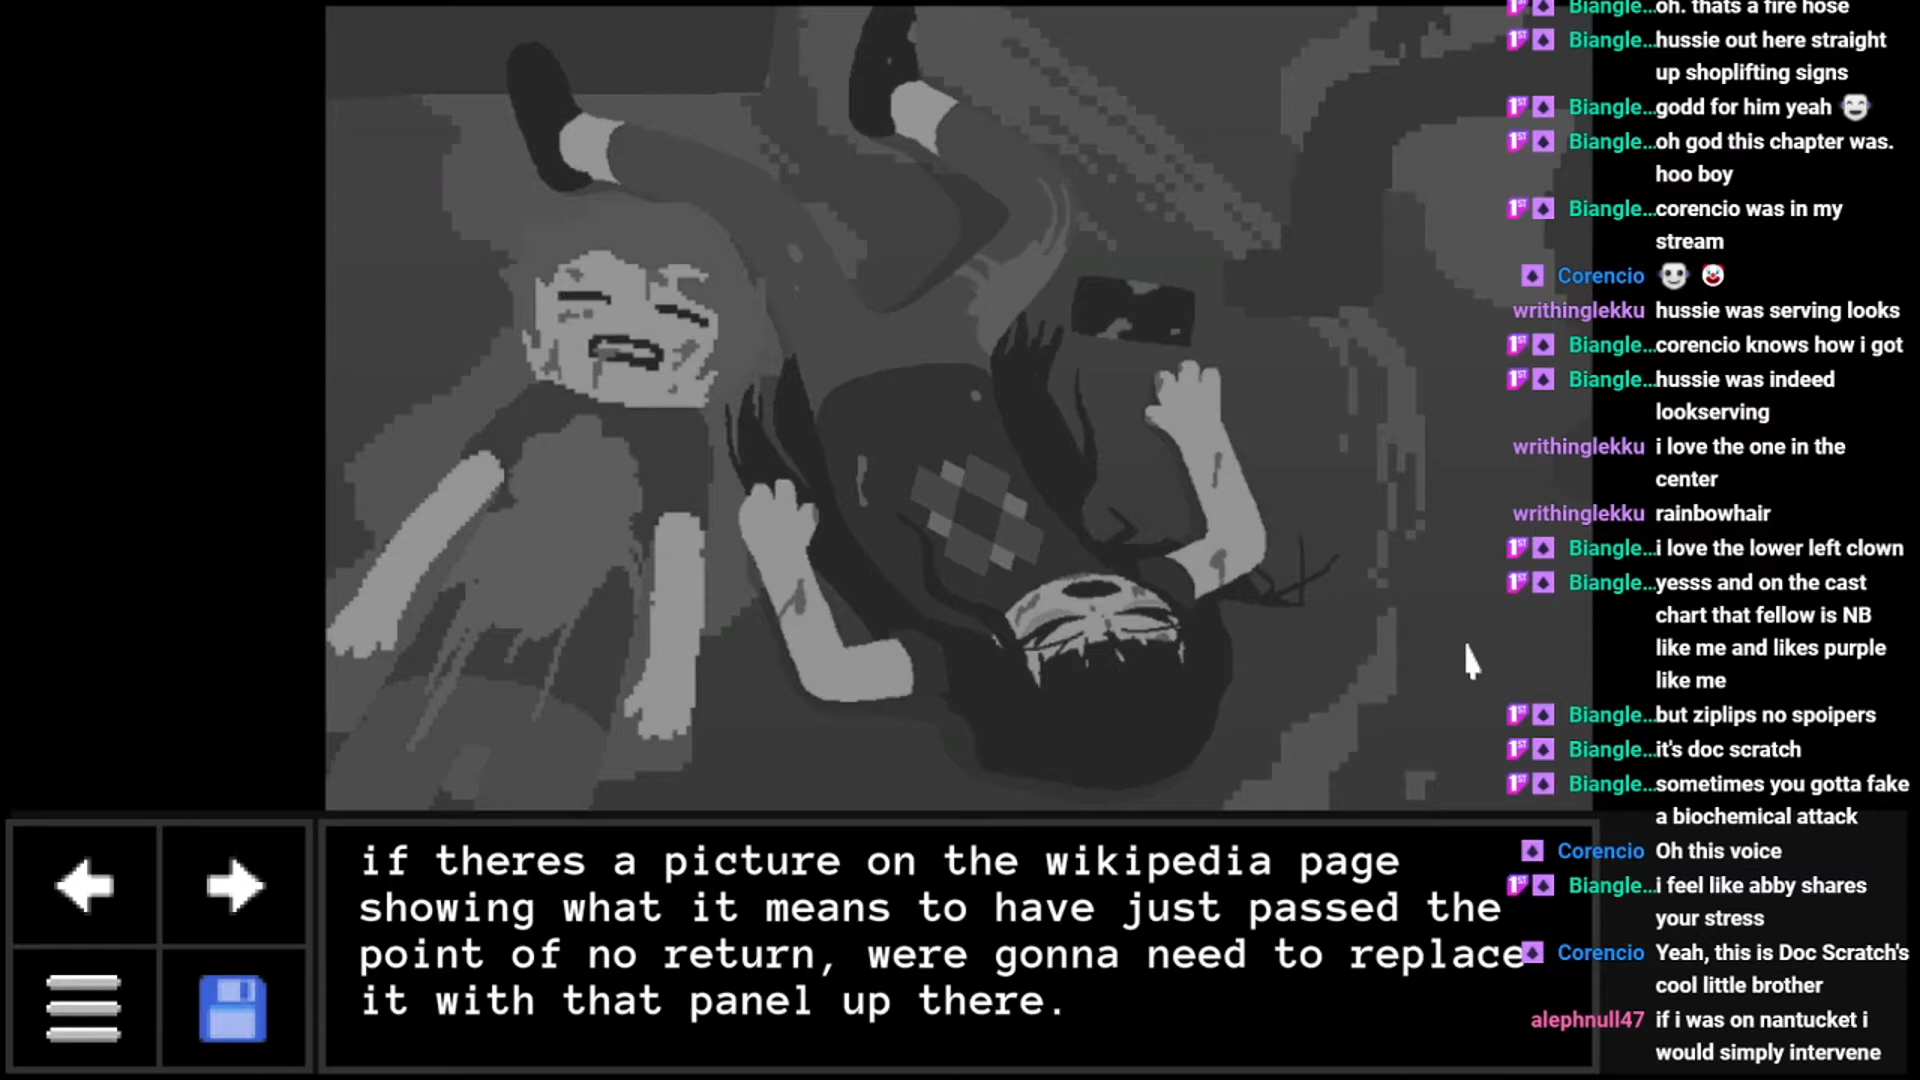 if theres a picture on the wikipedia page
showing what it means to have just passed the
point of no return, were gonna need to replace
it with that panel up there.
Biangle... oh. thats a fire hose
Biangle... hussie out here straight
up shoplifting signs
Biangle... godd for him yeah
Biangle... oh god this chapter was.
hoo boy
Biangle... corencio was in my
stream
Corencio
writhinglekku hussie was serving looks
Biangle... corencio knows how i got
Biangle... hussie was indeed
lookserving
writhinglekku i love the one in the
center
writhinglekku rainbowhair
Biangle... i love the lower left clown
Biangle... yesss and on the cast
chart that fellow is NB
like me and likes purple
like me
Biangle... but ziplips no spoipers
Biangle... it's doc scratch
Biangle... sometimes you gotta fake
a biochemical attack
Corencio Oh this voice
Biangle... i feel like abby shares
your stress
Corencio Yeah, this is Doc Scratch's
cool little brother
alephnull47 if i was on nantucket i
would simply intervene